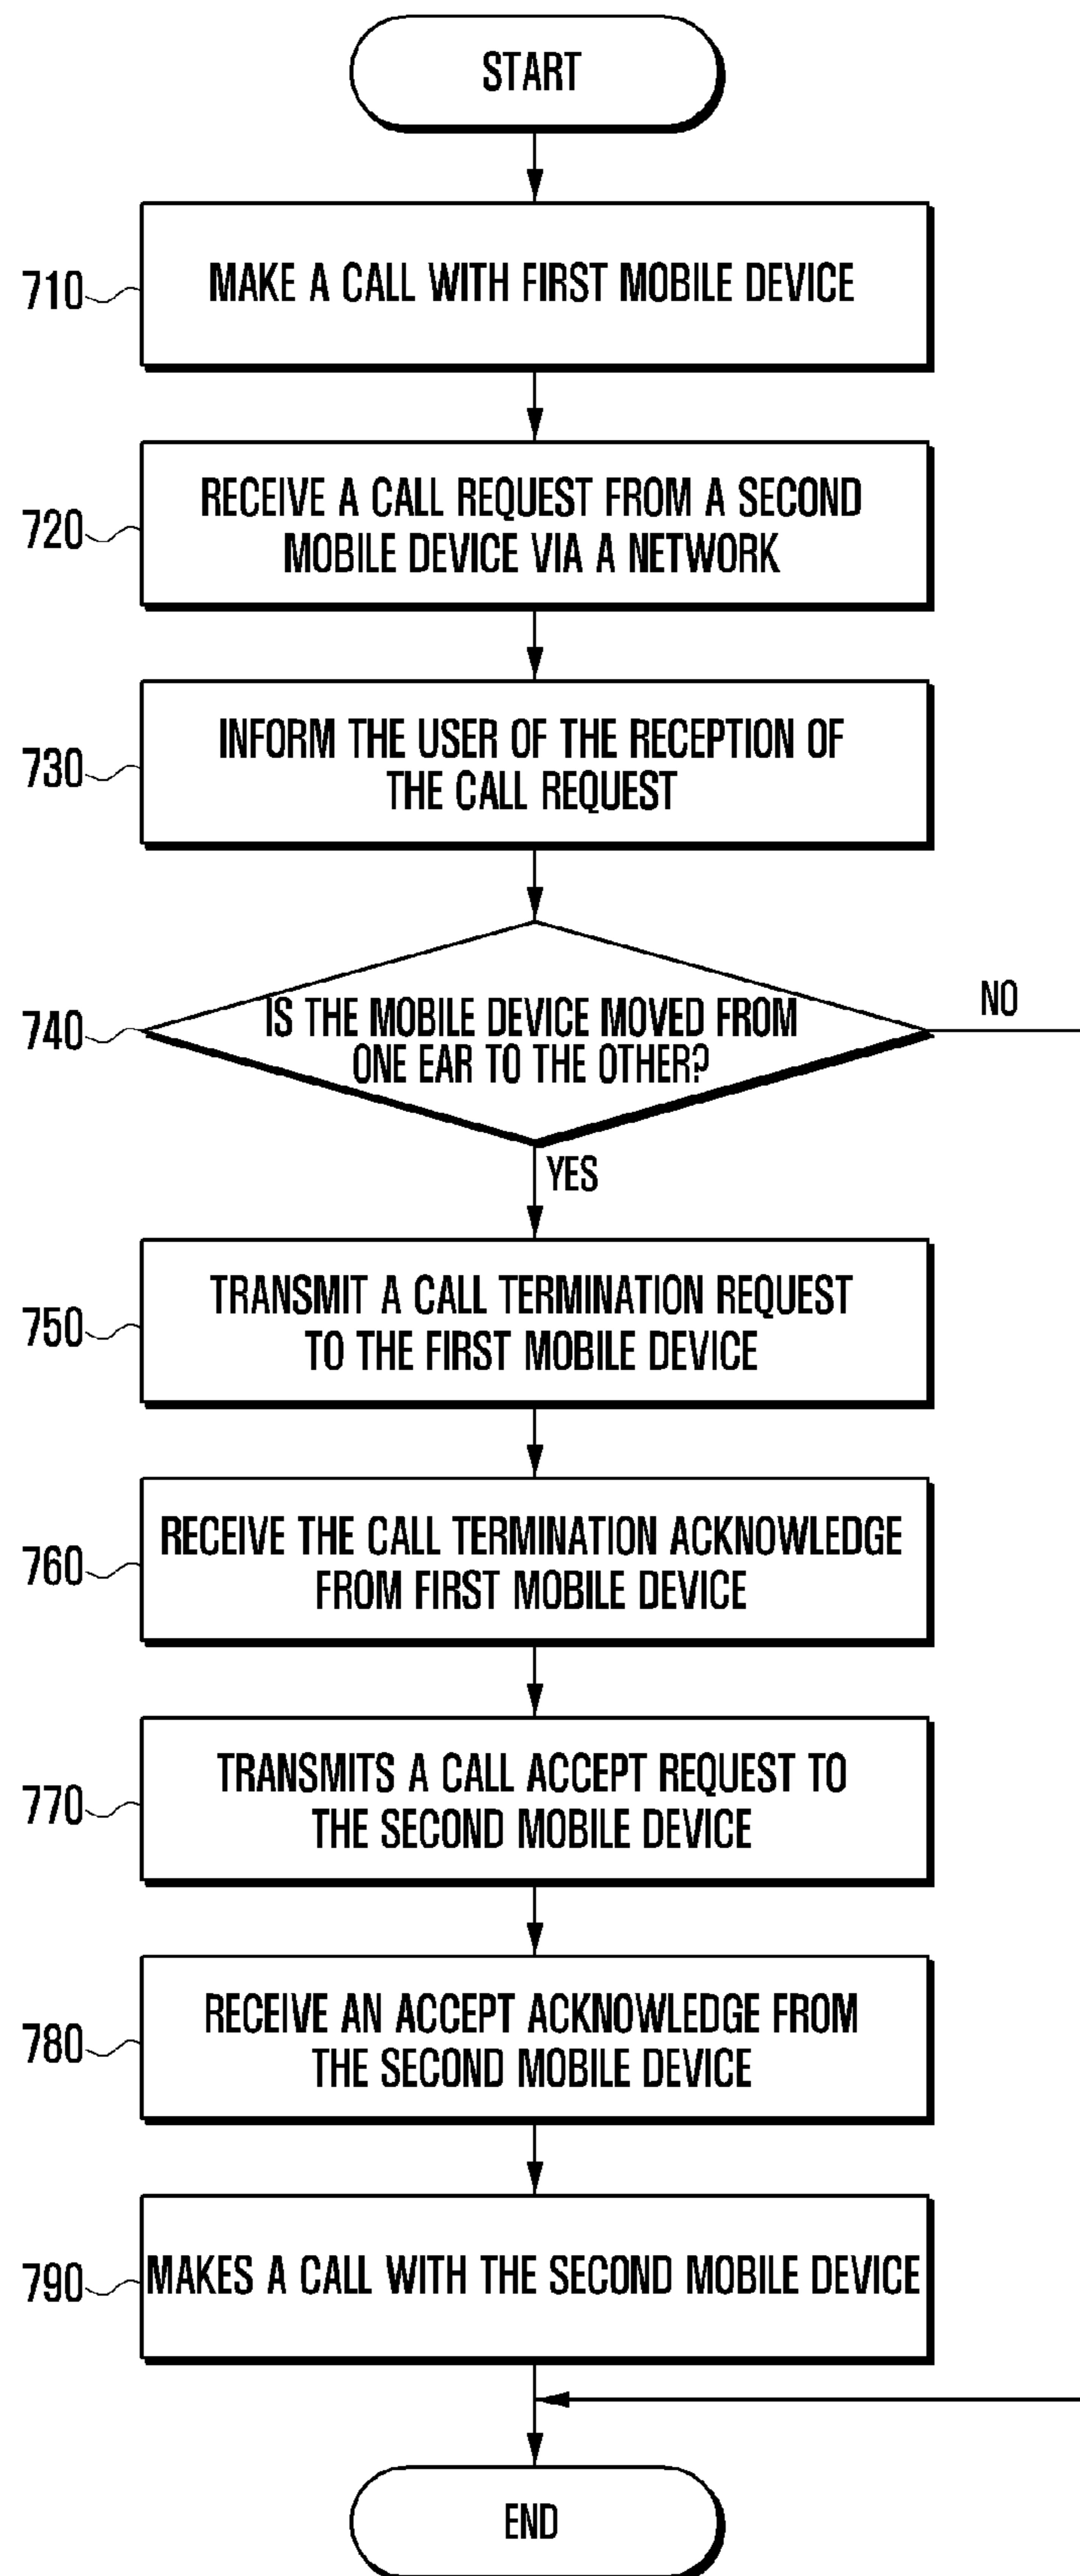 START
710
MAKE A CALL WITH FIRST MOBILE DEVICE
720
RECEIVE A CALL REQUEST FROM A SECOND
MOBILE DEVICE VIA A NETWORK
730
INFORM THE USER OF THE RECEPTION OF
THE CALL REQUEST
740
IS THE MOBILE DEVICE MOVED FROM
ONE EAR TO THE OTHER?
NO
YES
750
TRANSMIT A CALL TERMINATION REQUEST
TO THE FIRST MOBILE DEVICE
760
RECEIVE THE CALL TERMINATION ACKNOWLEDGE
FROM FIRST MOBILE DEVICE
770
TRANSMITS A CALL ACCEPT REQUEST TO
THE SECOND MOBILE DEVICE
780
RECEIVE AN ACCEPT ACKNOWLEDGE FROM
THE SECOND MOBILE DEVICE
790
MAKES A CALL WITH THE SECOND MOBILE DEVICE
END